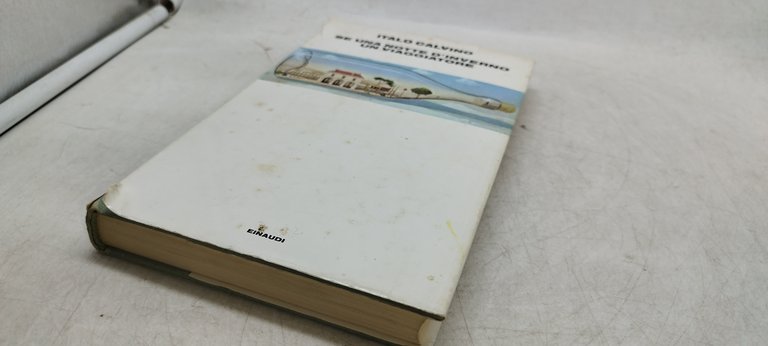 ITALO CALVINO
SE UNA NOTTE D'INVERNO
UN VIAGGIATORE
EINAUDI